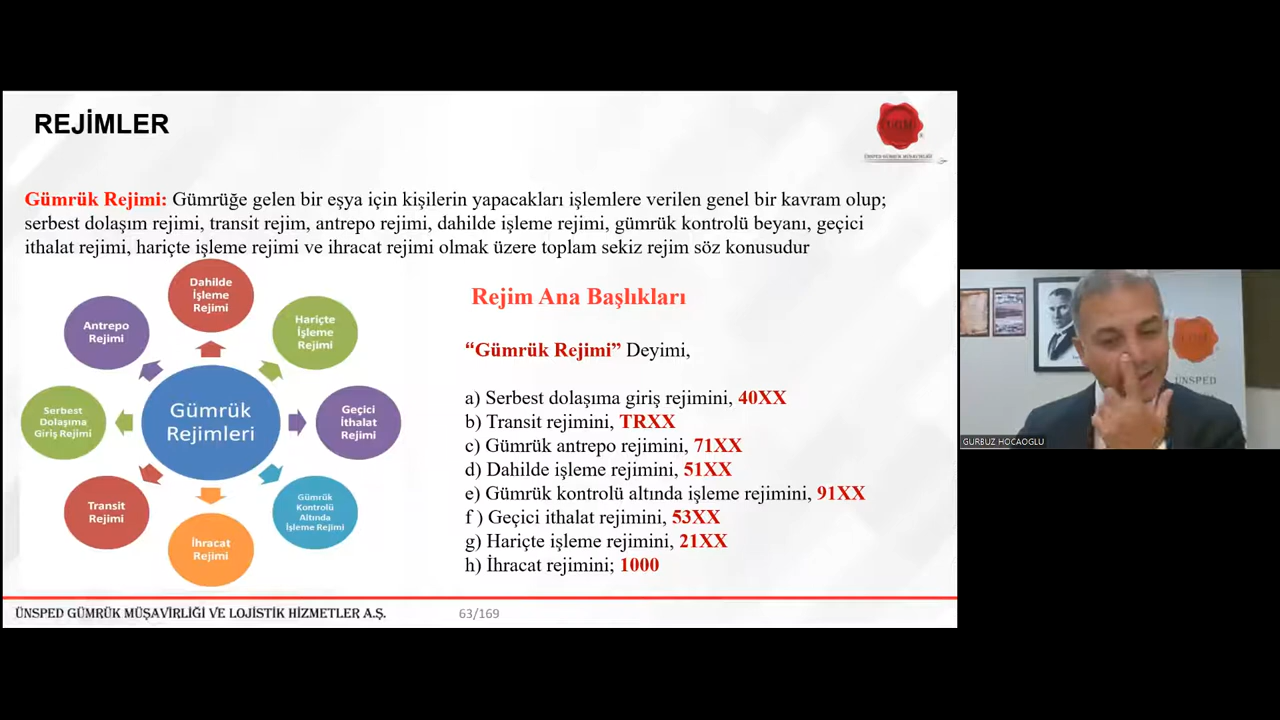 REJİMLER
ÜNSPED GÜMRÜK MÜŞAVİRLİĞİ
Gümrük Rejimi: Gümrüğe gelen bir eşya için kişilerin yapacakları işlemlere verilen genel bir kavram olup;
serbest dolaşım rejimi, transit rejim, antrepo rejimi, dahilde işleme rejimi, gümrük kontrolü beyanı, geçici
ithalat rejimi, hariçte işleme rejimi ve ihracat rejimi olmak üzere toplam sekiz rejim söz konusudur
Dahilde
İşleme
Rejimi
Hariçte
İşleme
Rejimi
Geçici
İthalat
Rejimi
Gümrük
Kontrolü
Altında
İşleme Rejimi
İhracat
Rejimi
Transit
Rejimi
Serbest
Dolaşıma
Giriş Rejimi
Antrepo
Rejimi
Gümrük
Rejimleri
Rejim Ana Başlıkları
“Gümrük Rejimi” Deyimi,
a) Serbest dolaşıma giriş rejimini, 40XX
b) Transit rejimini, TRXX
c) Gümrük antrepo rejimini, 71XX
d) Dahilde işleme rejimini, 51XX
e) Gümrük kontrolü altında işleme rejimini, 91XX
f ) Geçici ithalat rejimini, 53XX
g) Hariçte işleme rejimini, 21XX
h) İhracat rejimini; 1000
ÜNSPED GÜMRÜK MÜŞAVİRLİĞİ VE LOJİSTİK HİZMETLER A.Ş.
63/169
ÜNSPED
GURBUZ HOCAOGLU